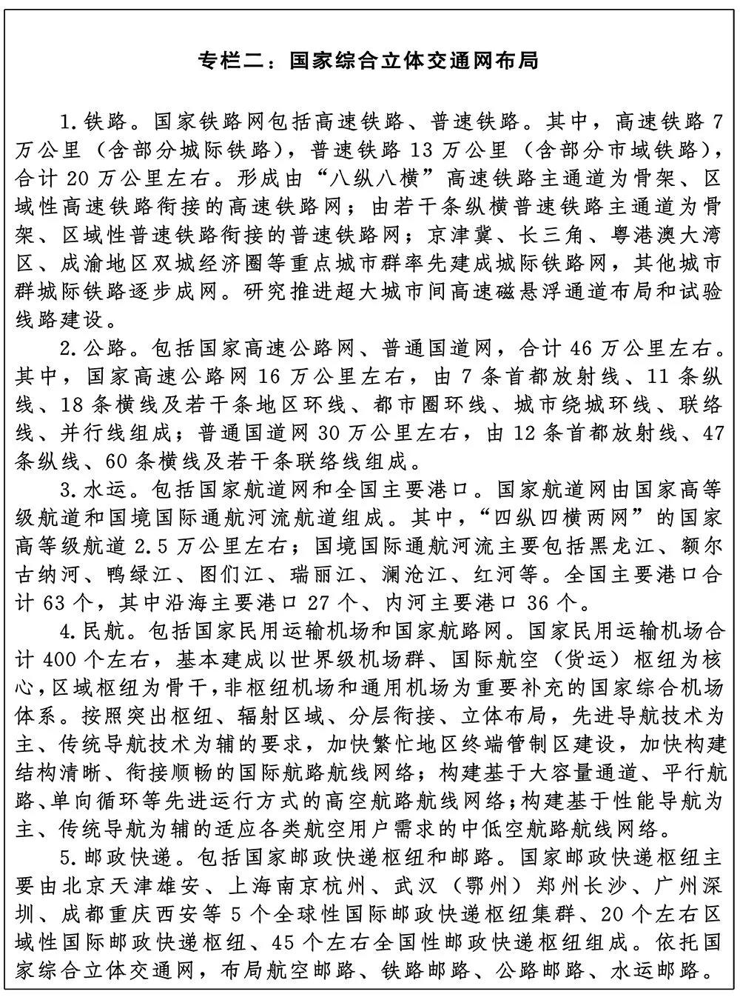 专栏二：国家综合立体交通网布局
1.铁路。国家铁路网包括高速铁路、普速铁路。其中，高速铁路 7
万公里（含部分城际铁路），普速铁路 13 万公里（含部分市域铁路），
合计 20 万公里左右。形成由“八纵八横”高速铁路主通道为骨架、区
域性高速铁路衔接的高速铁路网；由若干条纵横普速铁路主通道为骨
架、区域性普速铁路衔接的普速铁路网；京津冀、长三角、粤港澳大湾
区、成渝地区双城经济圈等重点城市群率先建成城际铁路网，其他城市
群城际铁路逐步成网。研究推进超大城市间高速磁悬浮通道布局和试验
线路建设。
2.公路。包括国家高速公路网、普通国道网，合计 46 万公里左右。
其中，国家高速公路网 16 万公里左右，由 7 条首都放射线、11 条纵
线、18 条横线及若干条地区环线、都市圈环线、城市绕城环线、联络
线、并行线组成；普通国道网 30 万公里左右，由 12 条首都放射线、47
条纵线、60 条横线及若干条联络线组成。
3.水运。包括国家航道网和全国主要港口。国家航道网由国家高等
级航道和国境国际通航河流航道组成。其中，“四纵四横两网”的国家
高等级航道 2.5 万公里左右；国境国际通航河流主要包括黑龙江、额尔
古纳河、鸭绿江、图们江、瑞丽江、澜沧江、红河等。全国主要港口合
计 63 个，其中沿海主要港口 27 个、内河主要港口 36 个。
4.民航。包括国家民用运输机场和国家航路网。国家民用运输机场合
计 400 个左右，基本建成以世界级机场群、国际航空（货运）枢纽为核
心，区域枢纽为骨干，非枢纽机场和通用机场为重要补充的国家综合机场
体系。按照突出枢纽、辐射区域、分层衔接、立体布局，先进导航技术为
主、传统导航技术为辅的要求，加快繁忙地区终端管制区建设，加快构建
结构清晰、衔接顺畅的国际航路航线网络；构建基于大容量通道、平行航
路、单向循环等先进运行方式的高空航路航线网络；构建基于性能导航为
主、传统导航为辅的适应各类航空用户需求的中低空航路航线网络。
5.邮政快递。包括国家邮政快递枢纽和邮路。国家邮政快递枢纽主
要由北京天津雄安、上海南京杭州、武汉（鄂州）郑州长沙、广州深
圳、成都重庆西安等 5 个全球性国际邮政快递枢纽集群、20 个左右区
域性国际邮政快递枢纽、45 个左右全国性邮政快递枢纽组成。依托国
家综合立体交通网，布局航空邮路、铁路邮路、公路邮路、水运邮路。